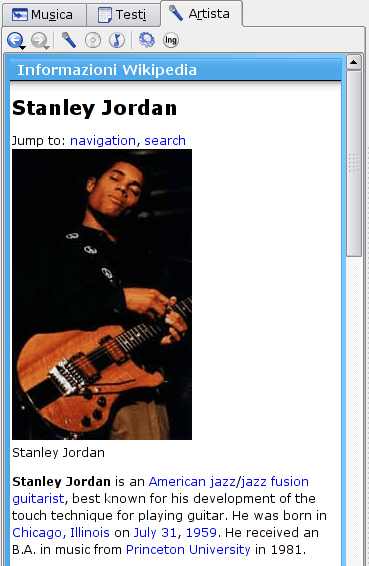 Musica Testi Artista
lng
Informazioni Wikipedia
Stanley Jordan
Jump to: navigation, search
Stanley Jordan
Stanley Jordan is an American jazz/jazz fusion
guitarist, best known for his development of the
touch technique for playing guitar. He was born in
Chicago, Illinois on July 31, 1959. He received an
B.A. in music from Princeton University in 1981.